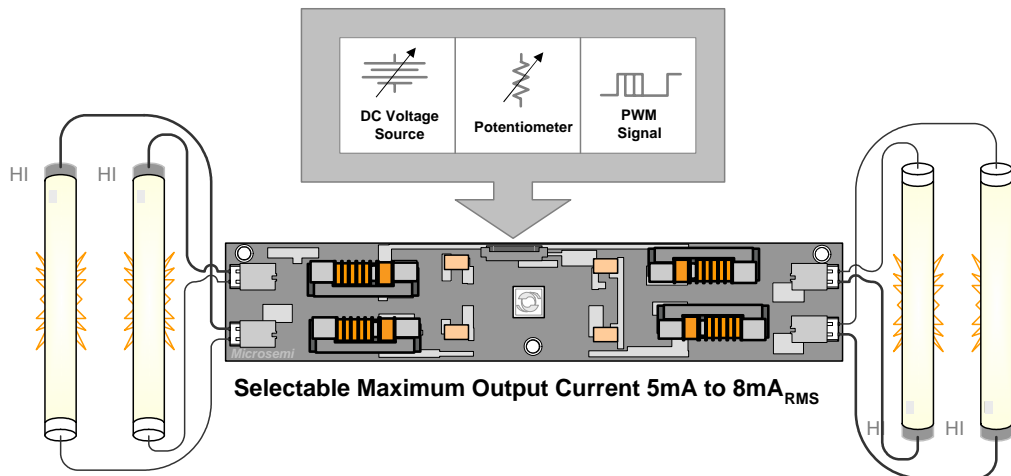 DC Voltage
Source
Potentiometer
PWM
Signal
HI
HI
Microsemi
HI
HI
Selectable Maximum Output Current 5mA to 8mA_RMS